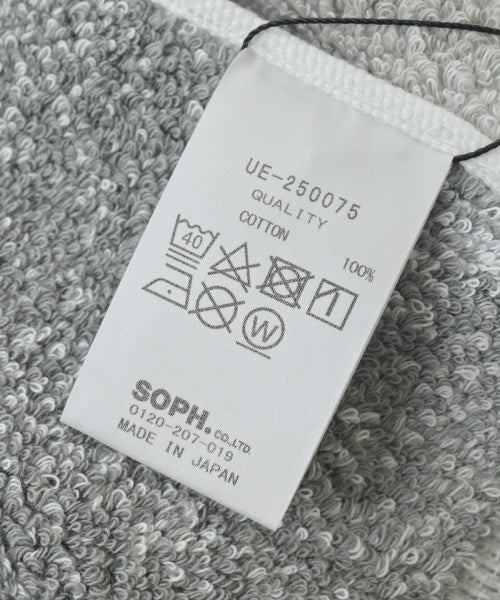 UE-250075
QUALITY
COTTON 100%
40
W
SOPH. CO.,LTD.
0120-207-019
MADE IN JAPAN